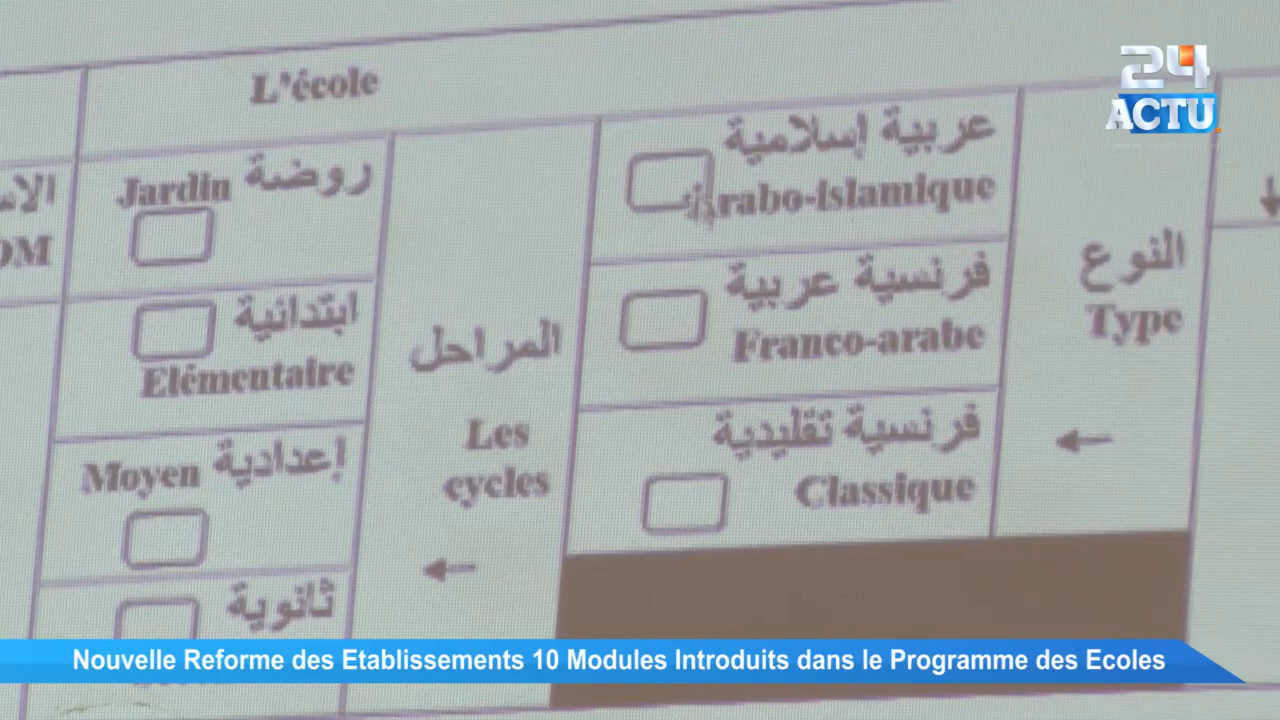 24
ACTU
L'école
عربية إسلامية
Arabo-islamique
روضة
Jardin
النوع
Type
فرنسية عربية
Franco-arabe
ابتدائية
Elémentaire
المراحل
Les
cycles
فرنسية تقليدية
Classique
إعدادية
Moyen
ثانوية
Nouvelle Reforme des Etablissements 10 Modules Introduits dans le Programme des Ecoles